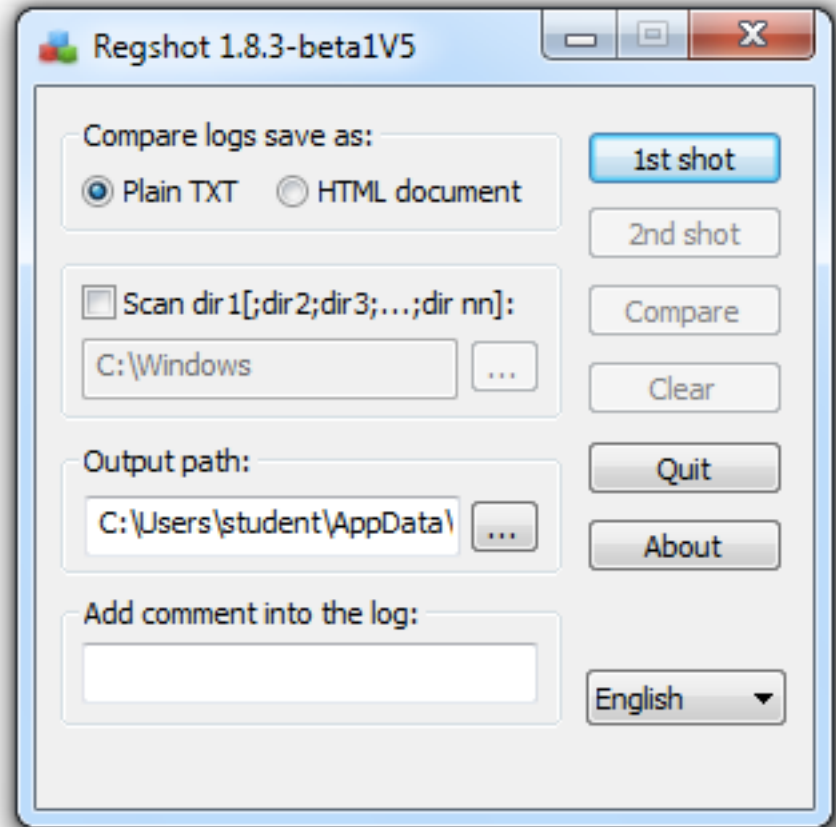 Regshot 1.8.3-beta1V5
Compare logs save as:
Plain TXT
HTML document
1st shot
2nd shot
Scan dir1[;dir2;dir3;...;dir nn]:
C:\Windows
...
Compare
Clear
Output path:
C:\Users\student\AppData\
...
Quit
About
Add comment into the log:
English